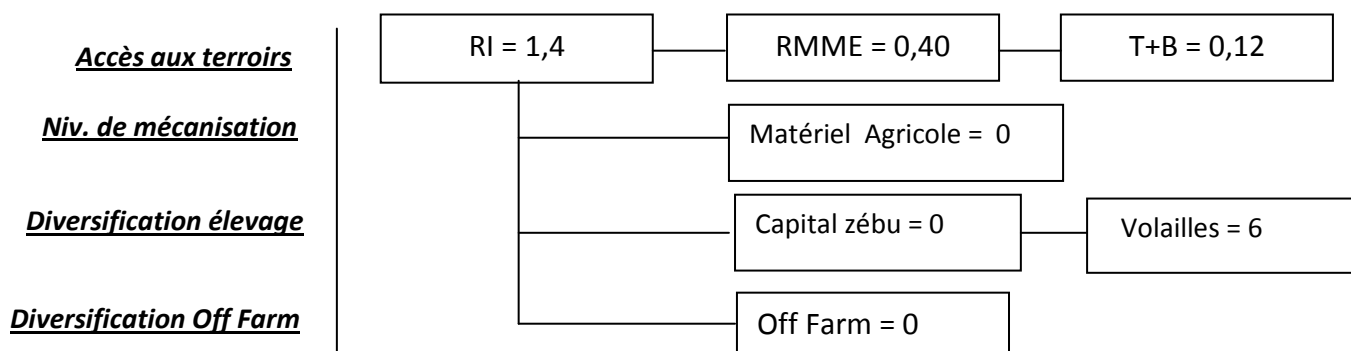 Accès aux terroirs
RI = 1,4
RMME = 0,40
T+B = 0,12
Niv. de mécanisation
Matériel Agricole = 0
Diversification élevage
Capital zébu = 0
Volailles = 6
Diversification Off Farm
Off Farm = 0